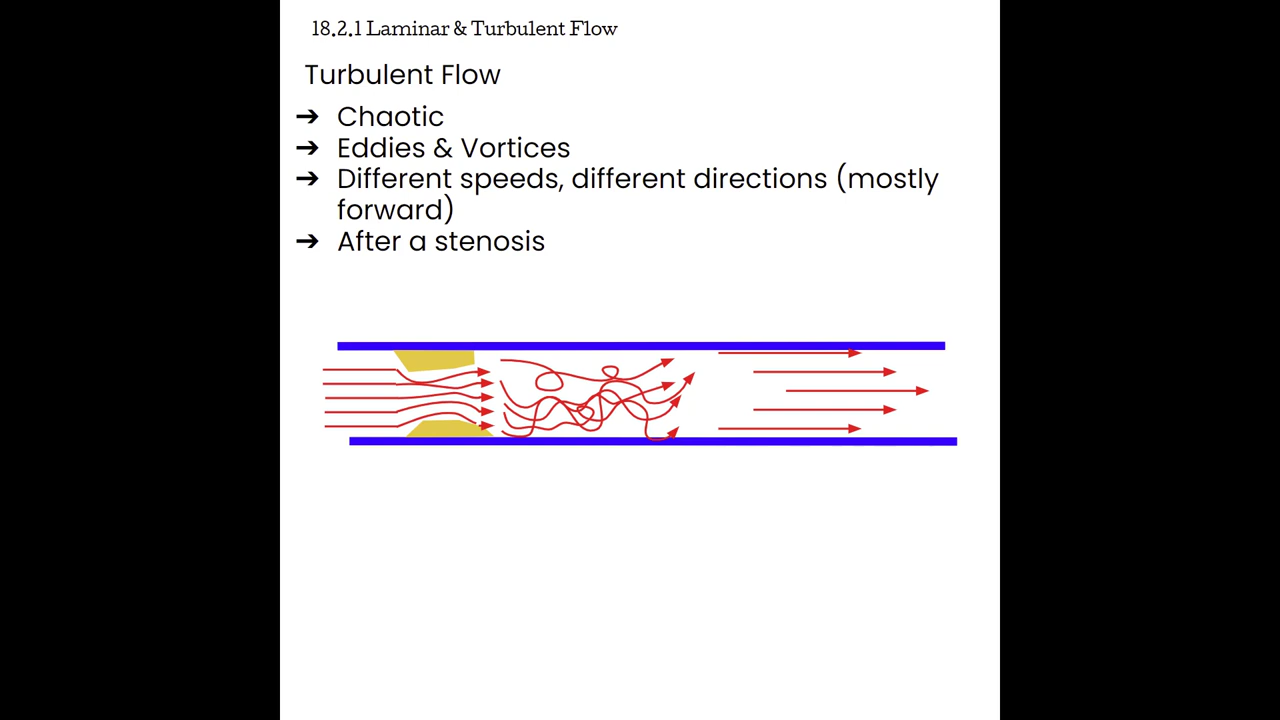 18.2.1 Laminar & Turbulent Flow
Turbulent Flow
➔ Chaotic
➔ Eddies & Vortices
➔ Different speeds, different directions (mostly
forward)
➔ After a stenosis